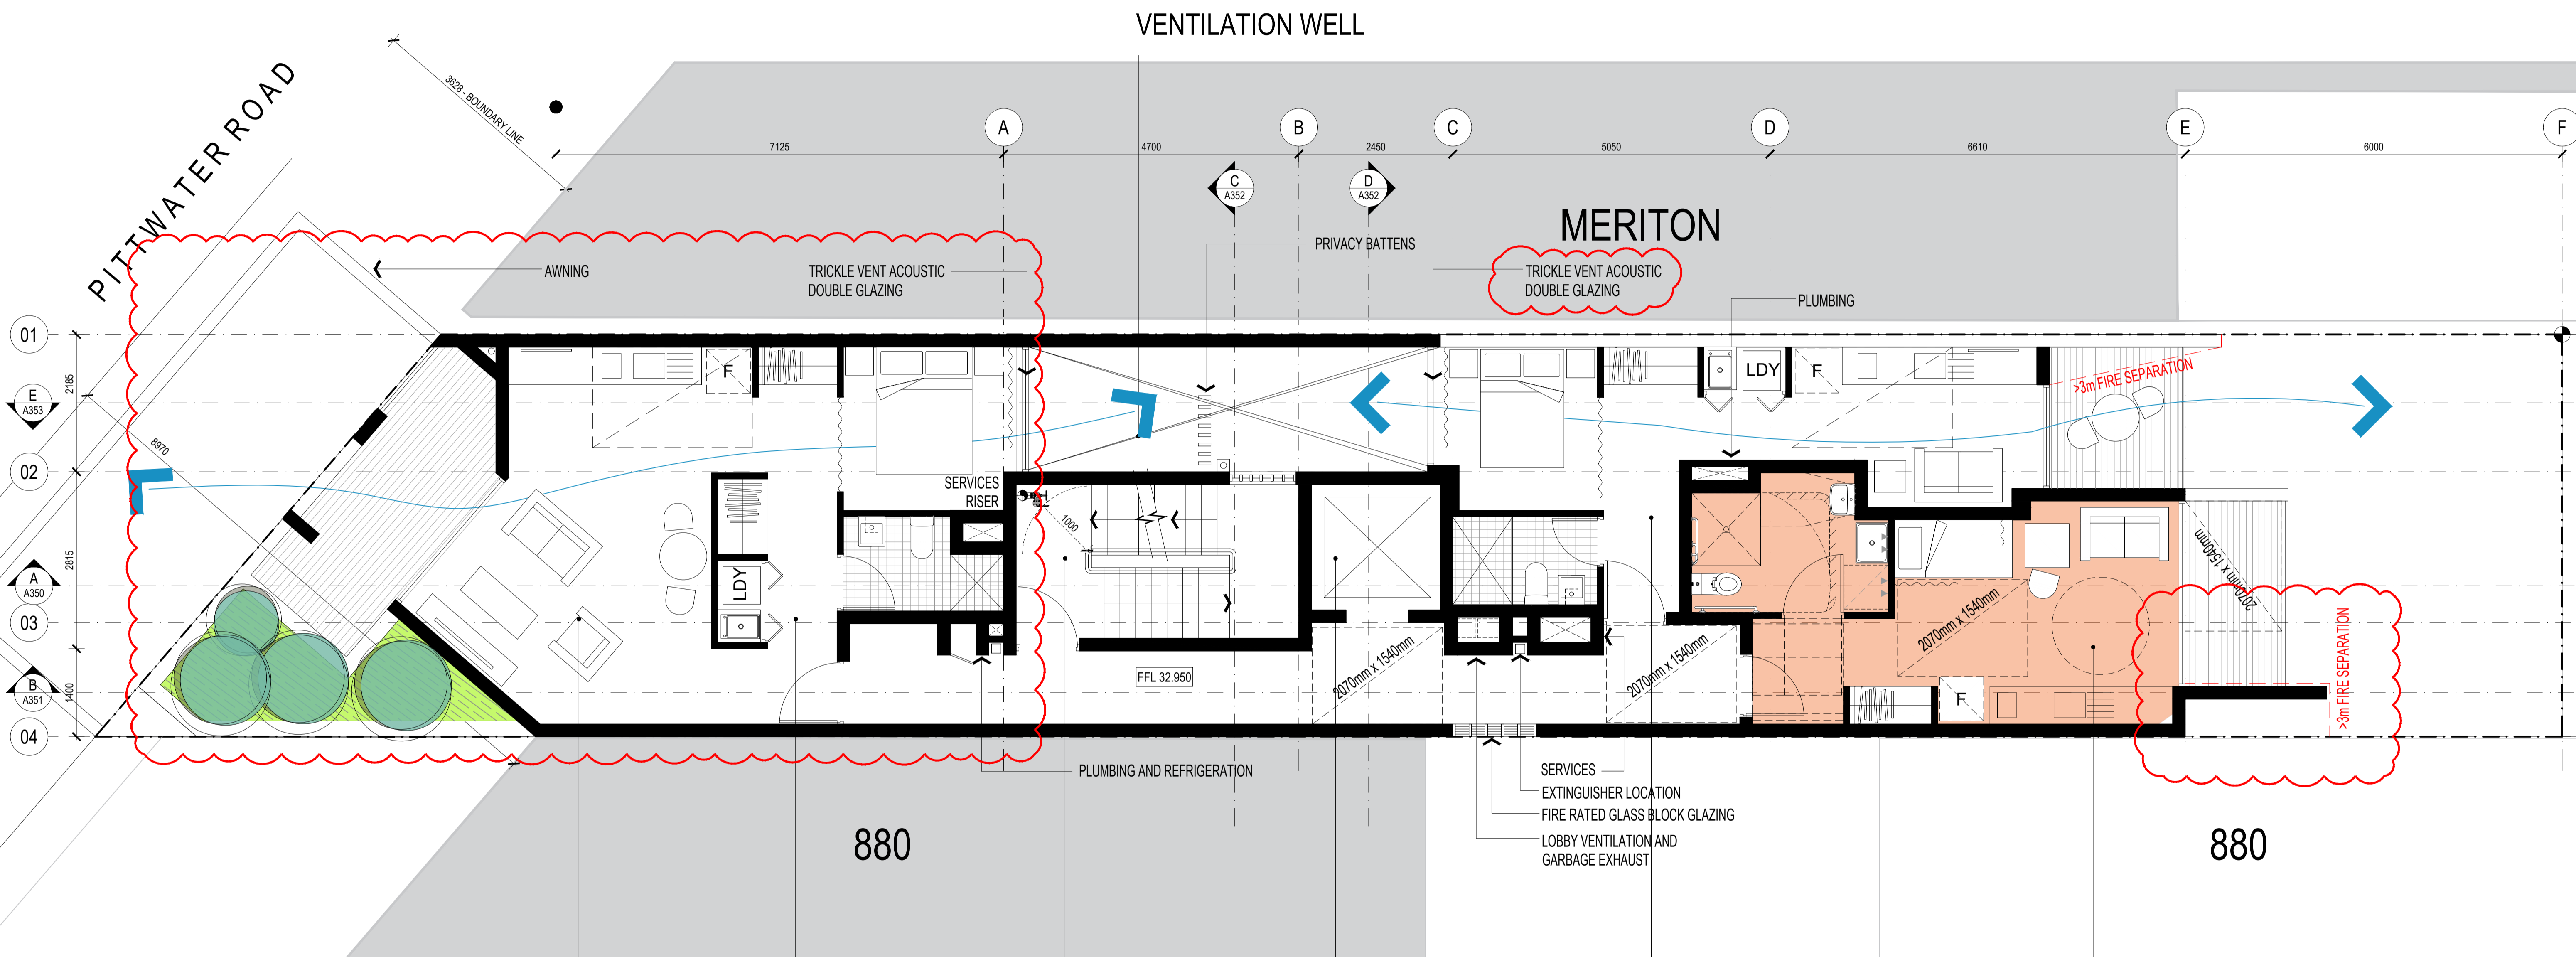 VENTILATION WELL
PITTWATER ROAD
3628 - BOUNDARY LINE
A
B
C
D
E
F
7125
4700
2450
5050
6610
6000
C
A352
D
A352
MERITON
PRIVACY BATTENS
AWNING
TRICKLE VENT ACOUSTIC
DOUBLE GLAZING
TRICKLE VENT ACOUSTIC
DOUBLE GLAZING
PLUMBING
01
E
A353
02
A
A350
03
B
A351
04
2185
2815
1400
8970
F
LDY
F
>3m FIRE SEPARATION
SERVICES
RISER
1000
LDY
2070mm x 1540mm
2070mm x 1540mm
2070mm x 1540mm
2070mm x 1540mm
FFL 32.950
F
>3m FIRE SEPARATION
PLUMBING AND REFRIGERATION
SERVICES
EXTINGUISHER LOCATION
FIRE RATED GLASS BLOCK GLAZING
LOBBY VENTILATION AND
GARBAGE EXHAUST
880
880